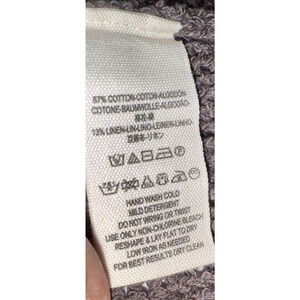 COTTON-COTTON-ALGODÓN-
COTONE-BAUMWOLLE-ALGODÃO-
13% LINEN-LIN-LINO-LEINEN-LINHO-
HAND WASH COLD
MILD DETERGENT
DO NOT WRING OR TWIST
USE ONLY NON-CHLORINE BLEACH
RESHAPE & LAY FLAT TO DRY
LOW IRON AS NEEDED
FOR BEST RESULTS DRY CLEAN